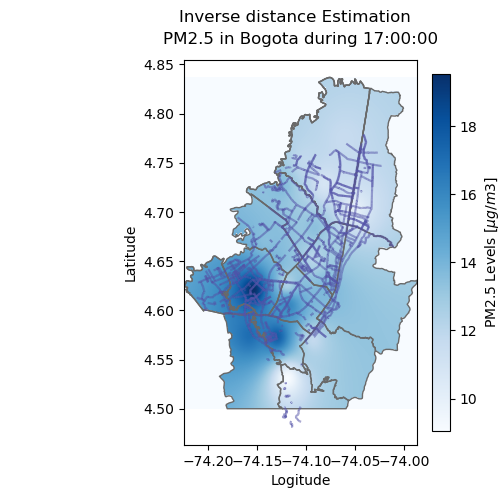 Inverse distance Estimation
PM2.5 in Bogota during 17:00:00
4.85
4.80
4.75
4.70
4.65
4.60
4.55
4.50
Latitude
−74.20 −74.15 −74.10 −74.05 −74.00
Logitude
18
16
14
12
10
PM2.5 Levels [μg/m3]